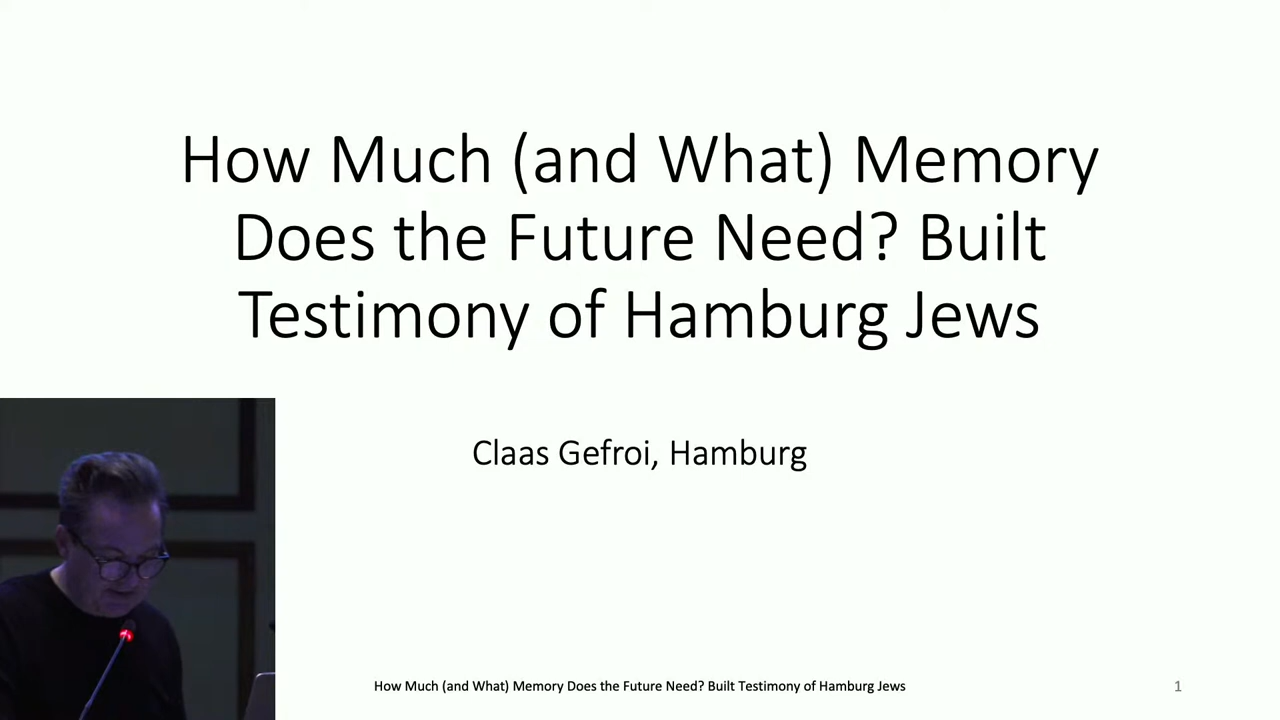 How Much (and What) Memory
Does the Future Need? Built
Testimony of Hamburg Jews
Claas Gefroi, Hamburg
How Much (and What) Memory Does the Future Need? Built Testimony of Hamburg Jews
1